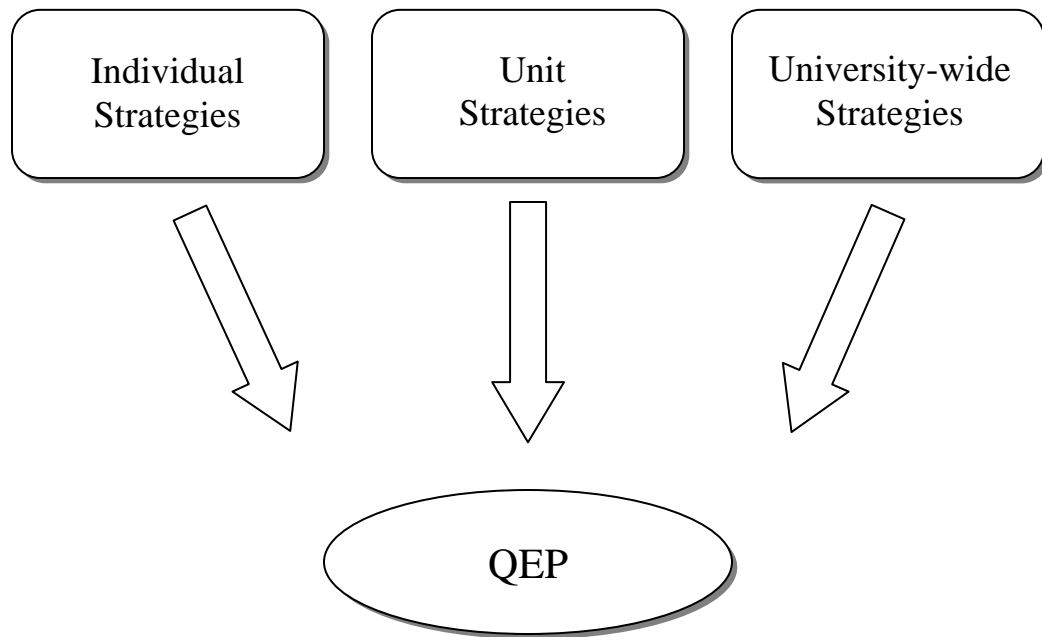 Individual
Strategies
Unit
Strategies
University-wide
Strategies
QEP